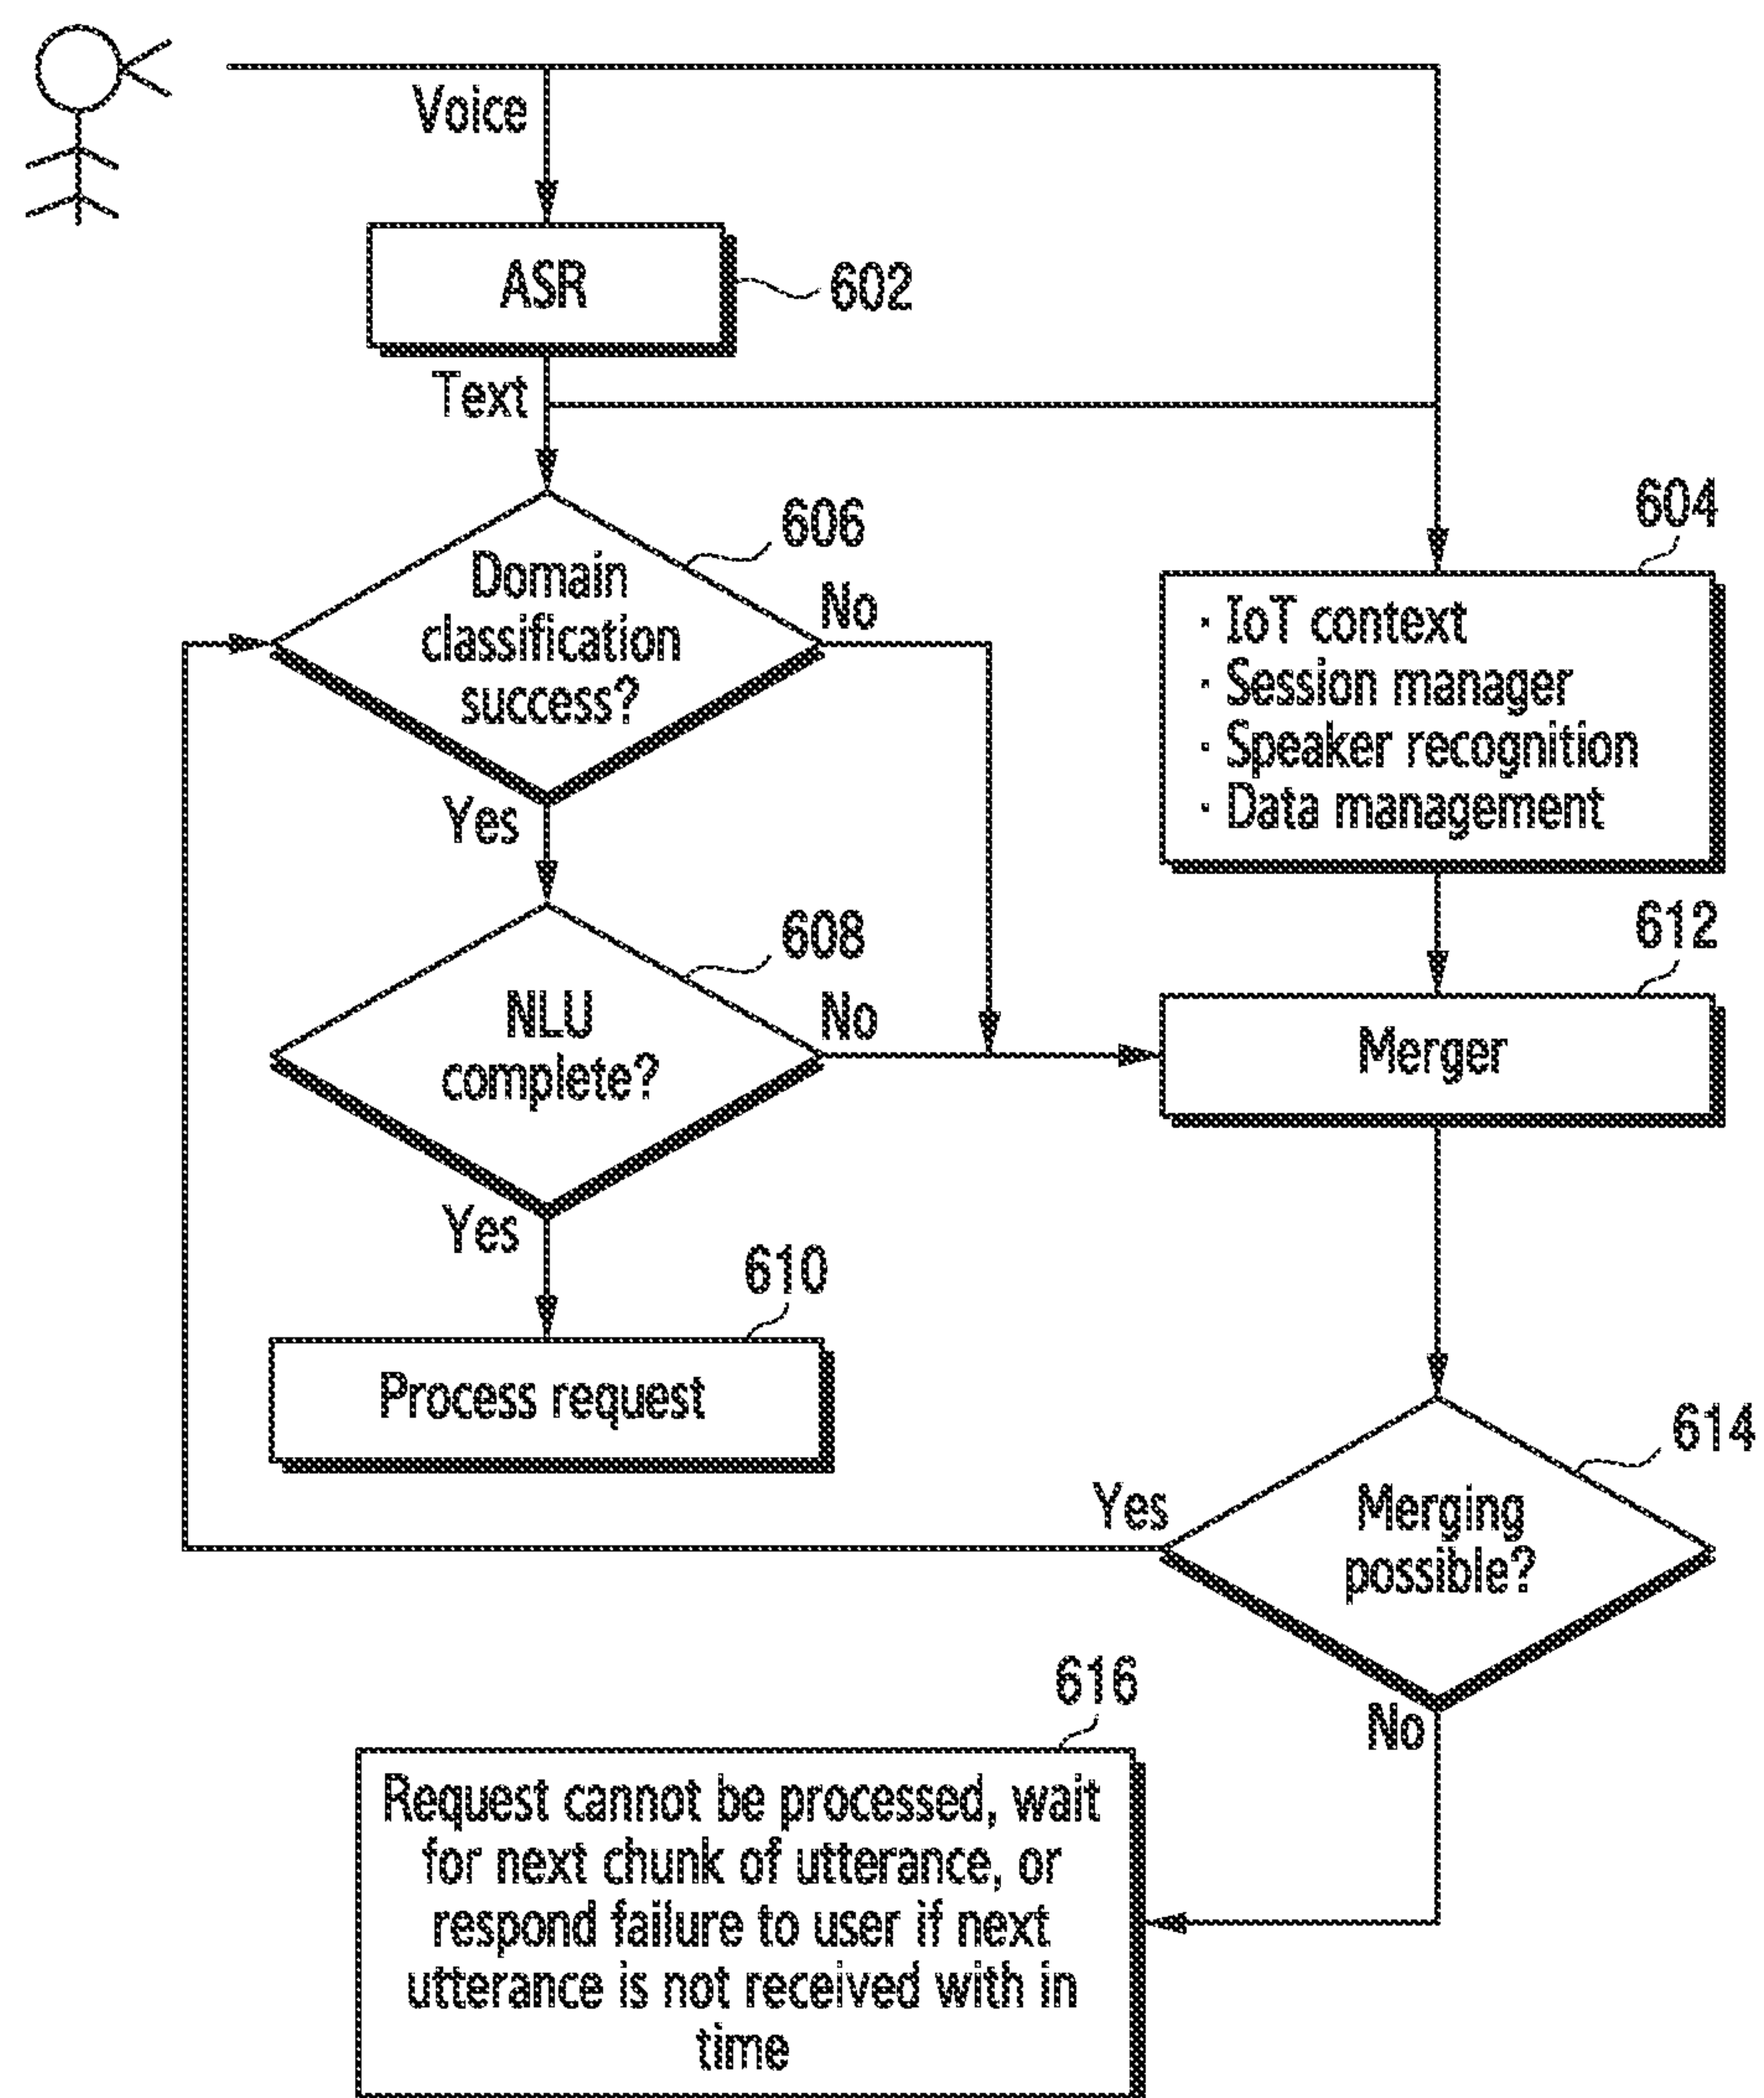 Voice
ASR
602
Text
606
604
Domain
classification
success?
No
· IoT context
· Session manager
· Speaker recognition
· Data management
Yes
608
612
NLU
complete?
No
Merger
Yes
610
Process request
614
Yes
Merging
possible?
616
No
Request cannot be processed, wait
for next chunk of utterance, or
respond failure to user if next
utterance is not received with in
time